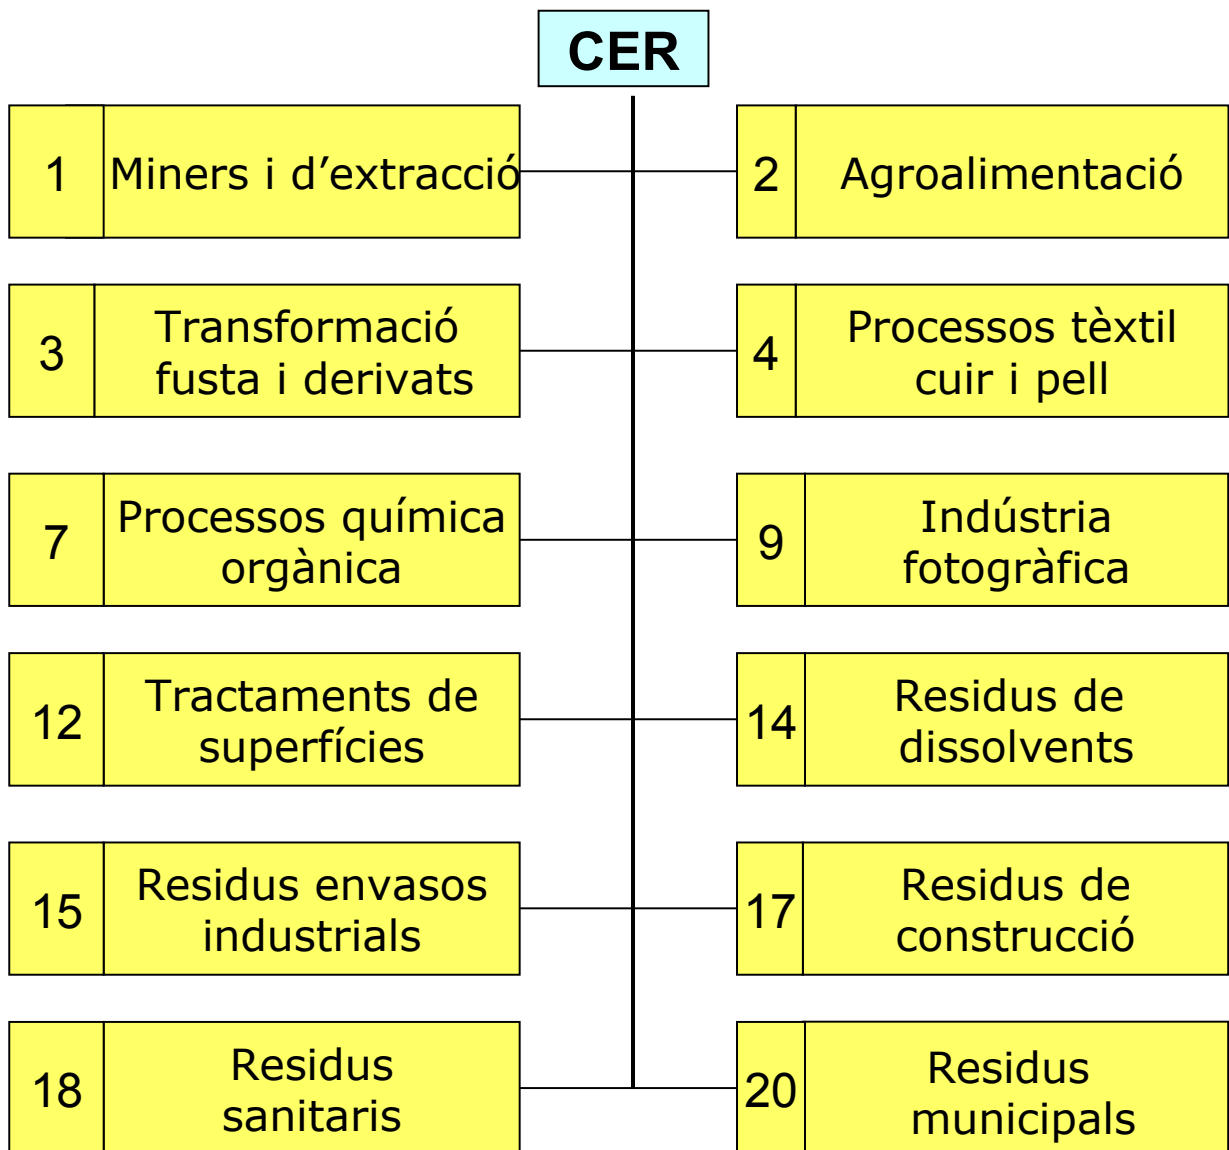 CER
1
Miners i d’extracció
2
Agroalimentació
3
Transformació
fusta i derivats
4
Processos tèxtil
cuir i pell
7
Processos química
orgànica
9
Indústria
fotogràfica
12
Tractaments de
superfícies
14
Residus de
dissolvents
15
Residus envasos
industrials
17
Residus de
construcció
18
Residus
sanitaris
20
Residus
municipals